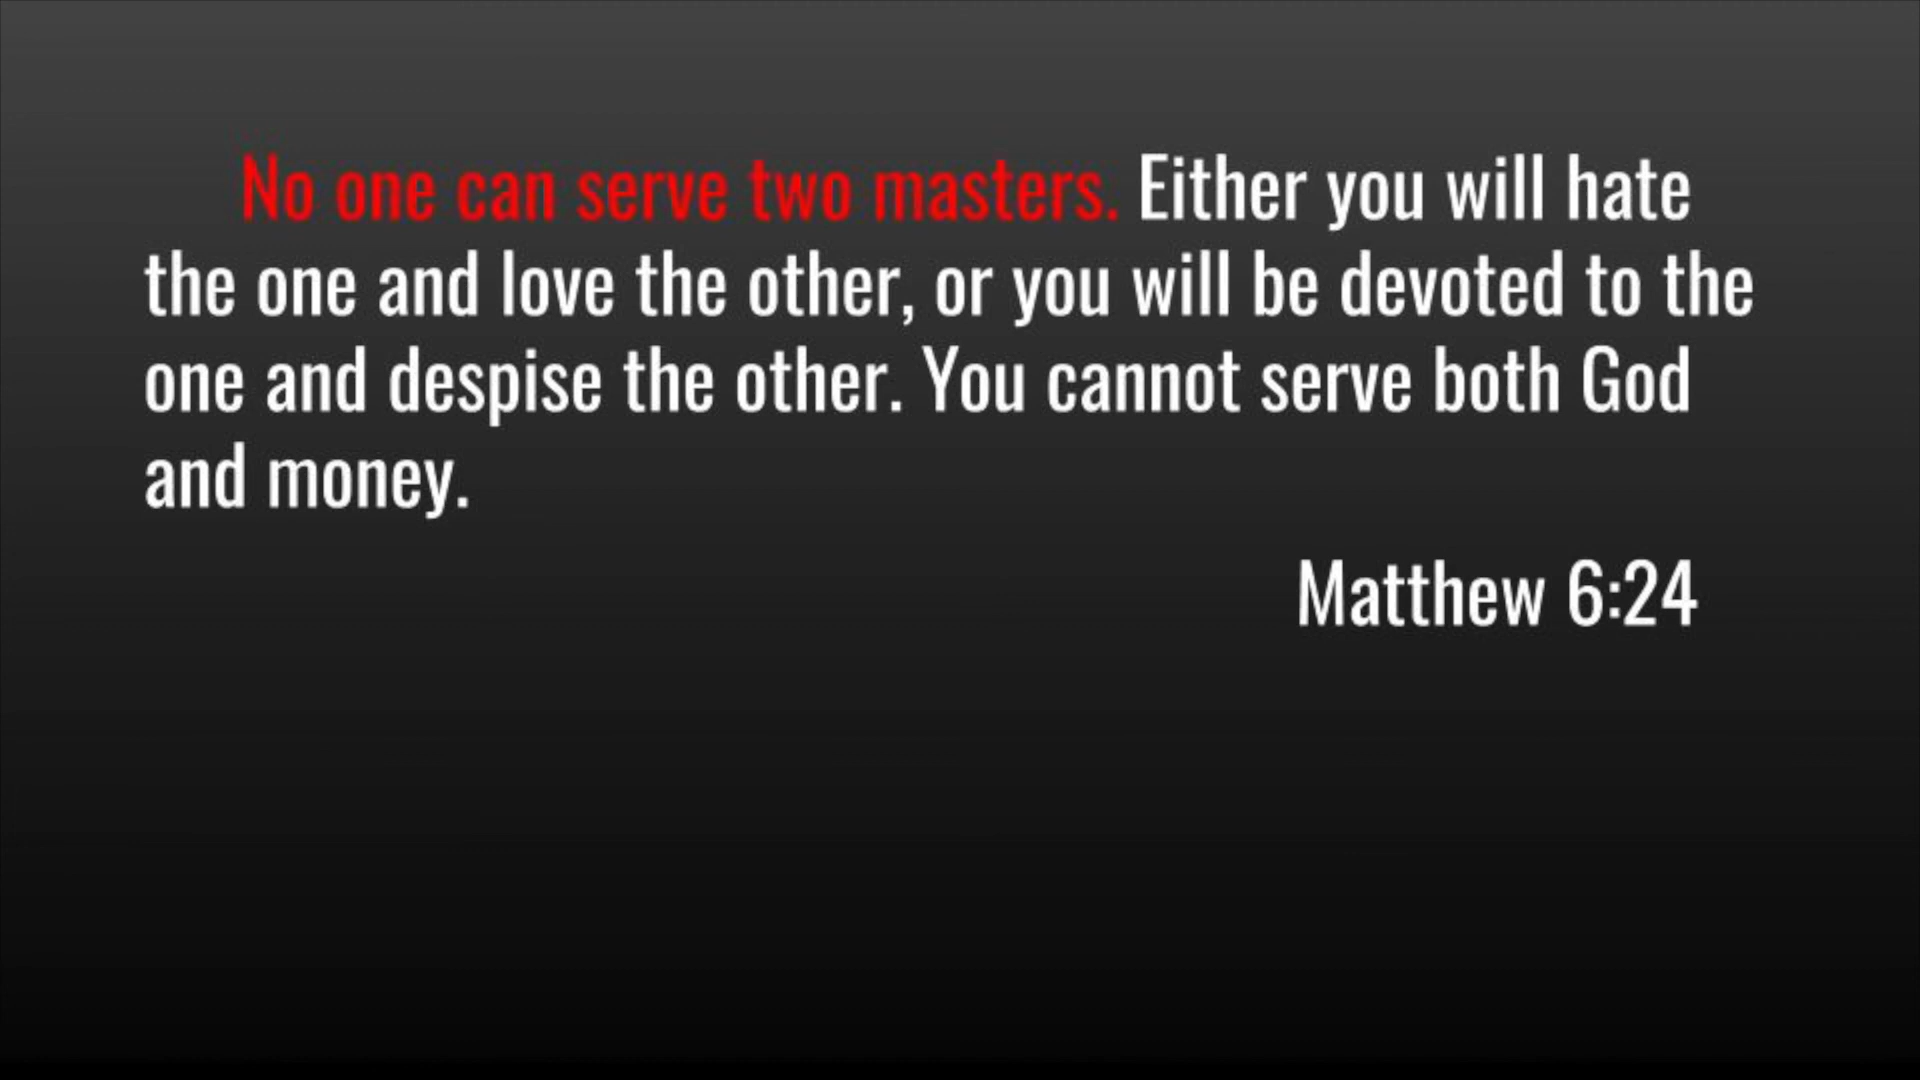 No one can serve two masters. Either you will hate
the one and love the other, or you will be devoted to the
one and despise the other. You cannot serve both God
and money.
Matthew 6:24